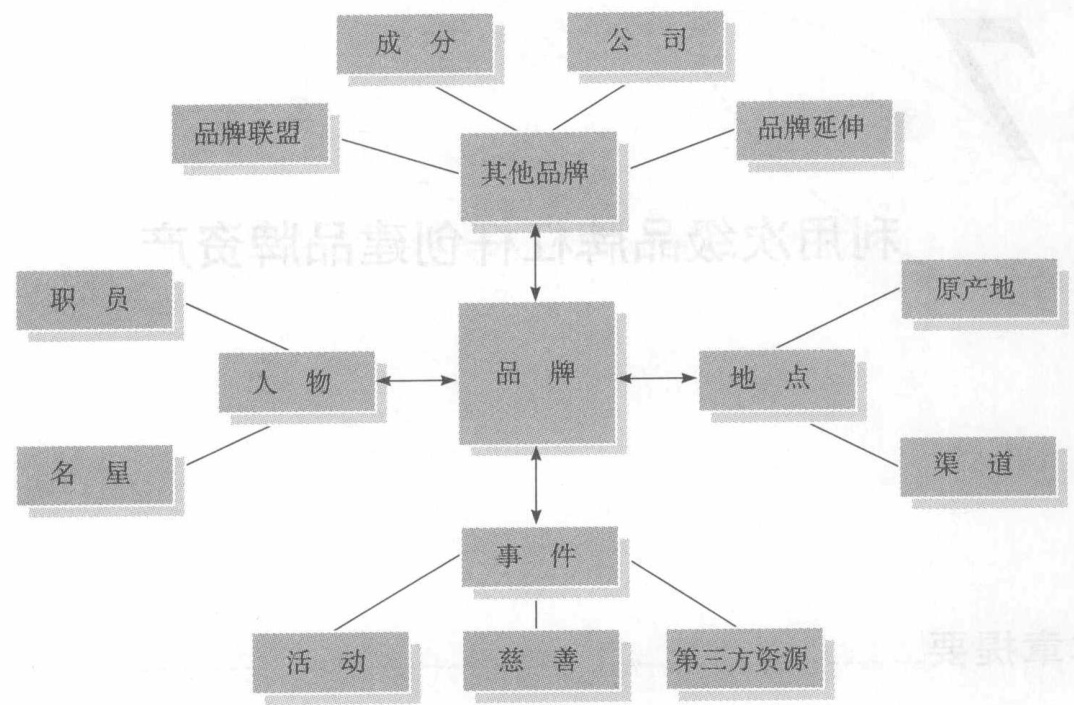 成 分
公 司
品牌联盟
其他品牌
品牌延伸
利用次级品牌杠杆创建品牌资产
职 员
原产地
人 物
品 牌
地 点
名 星
渠 道
事 件
活 动
慈 善
第三方资源
章提要
7